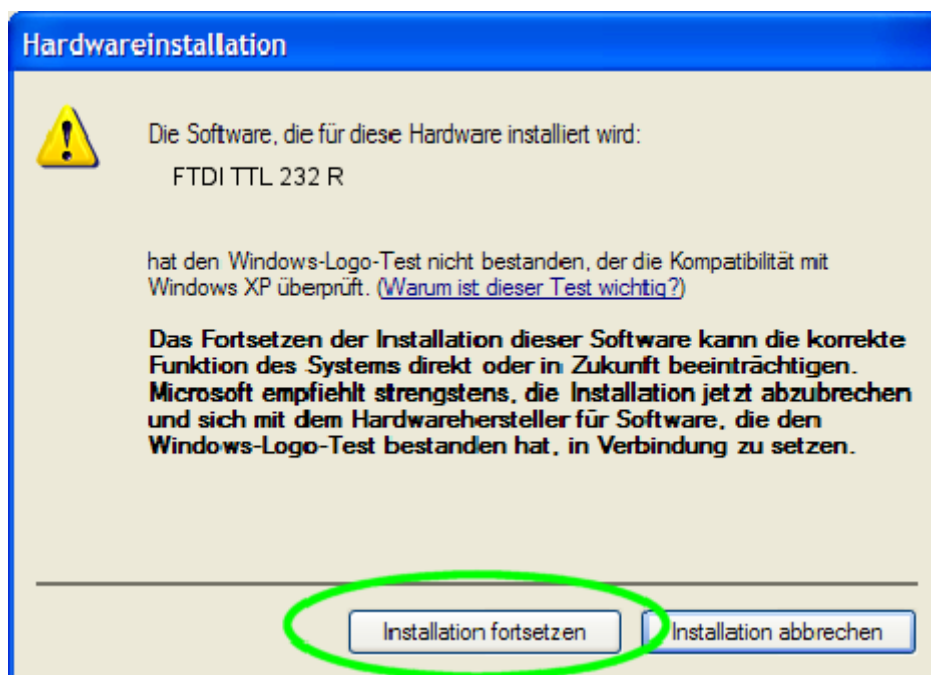 Hardwareinstallation
Die Software, die für diese Hardware installiert wird:
FTDI TTL 232 R
hat den Windows-Logo-Test nicht bestanden, der die Kompatibilität mit
Windows XP überprüft. (Warum ist dieser Test wichtig?)
Das Fortsetzen der Installation dieser Software kann die korrekte
Funktion des Systems direkt oder in Zukunft beeinträchtigen.
Microsoft empfiehlt strengstens, die Installation jetzt abzubrechen
und sich mit dem Hardwarehersteller für Software, die den
Windows-Logo-Test bestanden hat, in Verbindung zu setzen.
Installation fortsetzen
Installation abbrechen